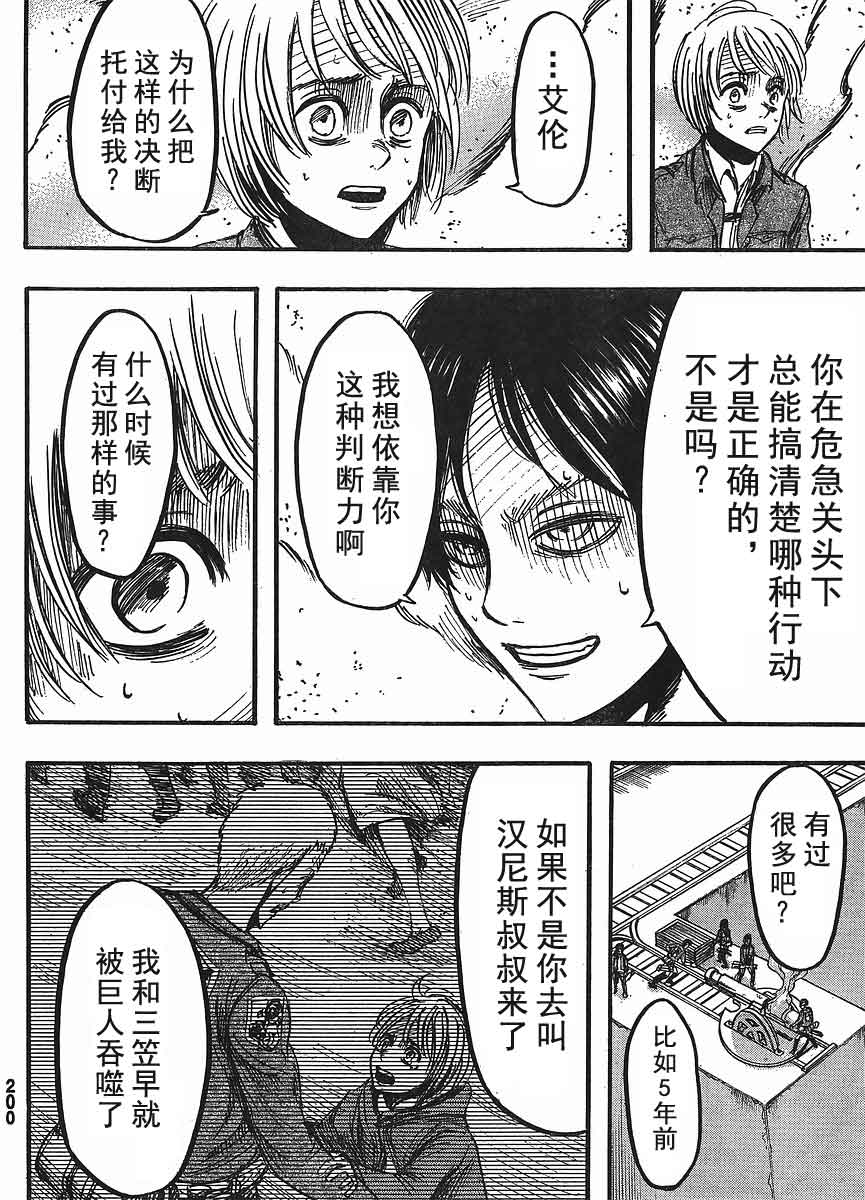 …艾伦
为什么把
这样的决断
托付给我？
你在危急关头下
总能搞清楚哪种行动
才是正确的，
不是吗？
我想依靠你
这种判断力啊
什么时候
有过那样的事？
有过
很多吧？
比如5年前
如果不是你去叫
汉尼斯叔叔来了
我和三笠早就
被巨人吞噬了
200